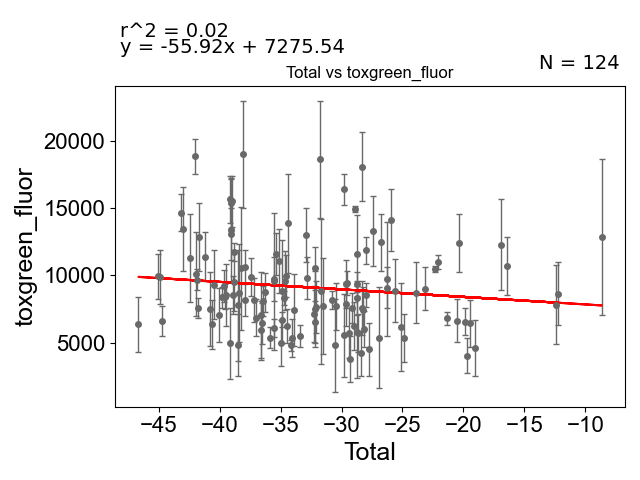 r^2 = 0.02
y = -55.92x + 7275.54
N = 124
Total vs toxgreen_fluor
20000
15000
10000
5000
toxgreen_fluor
−45 −40 −35 −30 −25 −20 −15 −10
Total